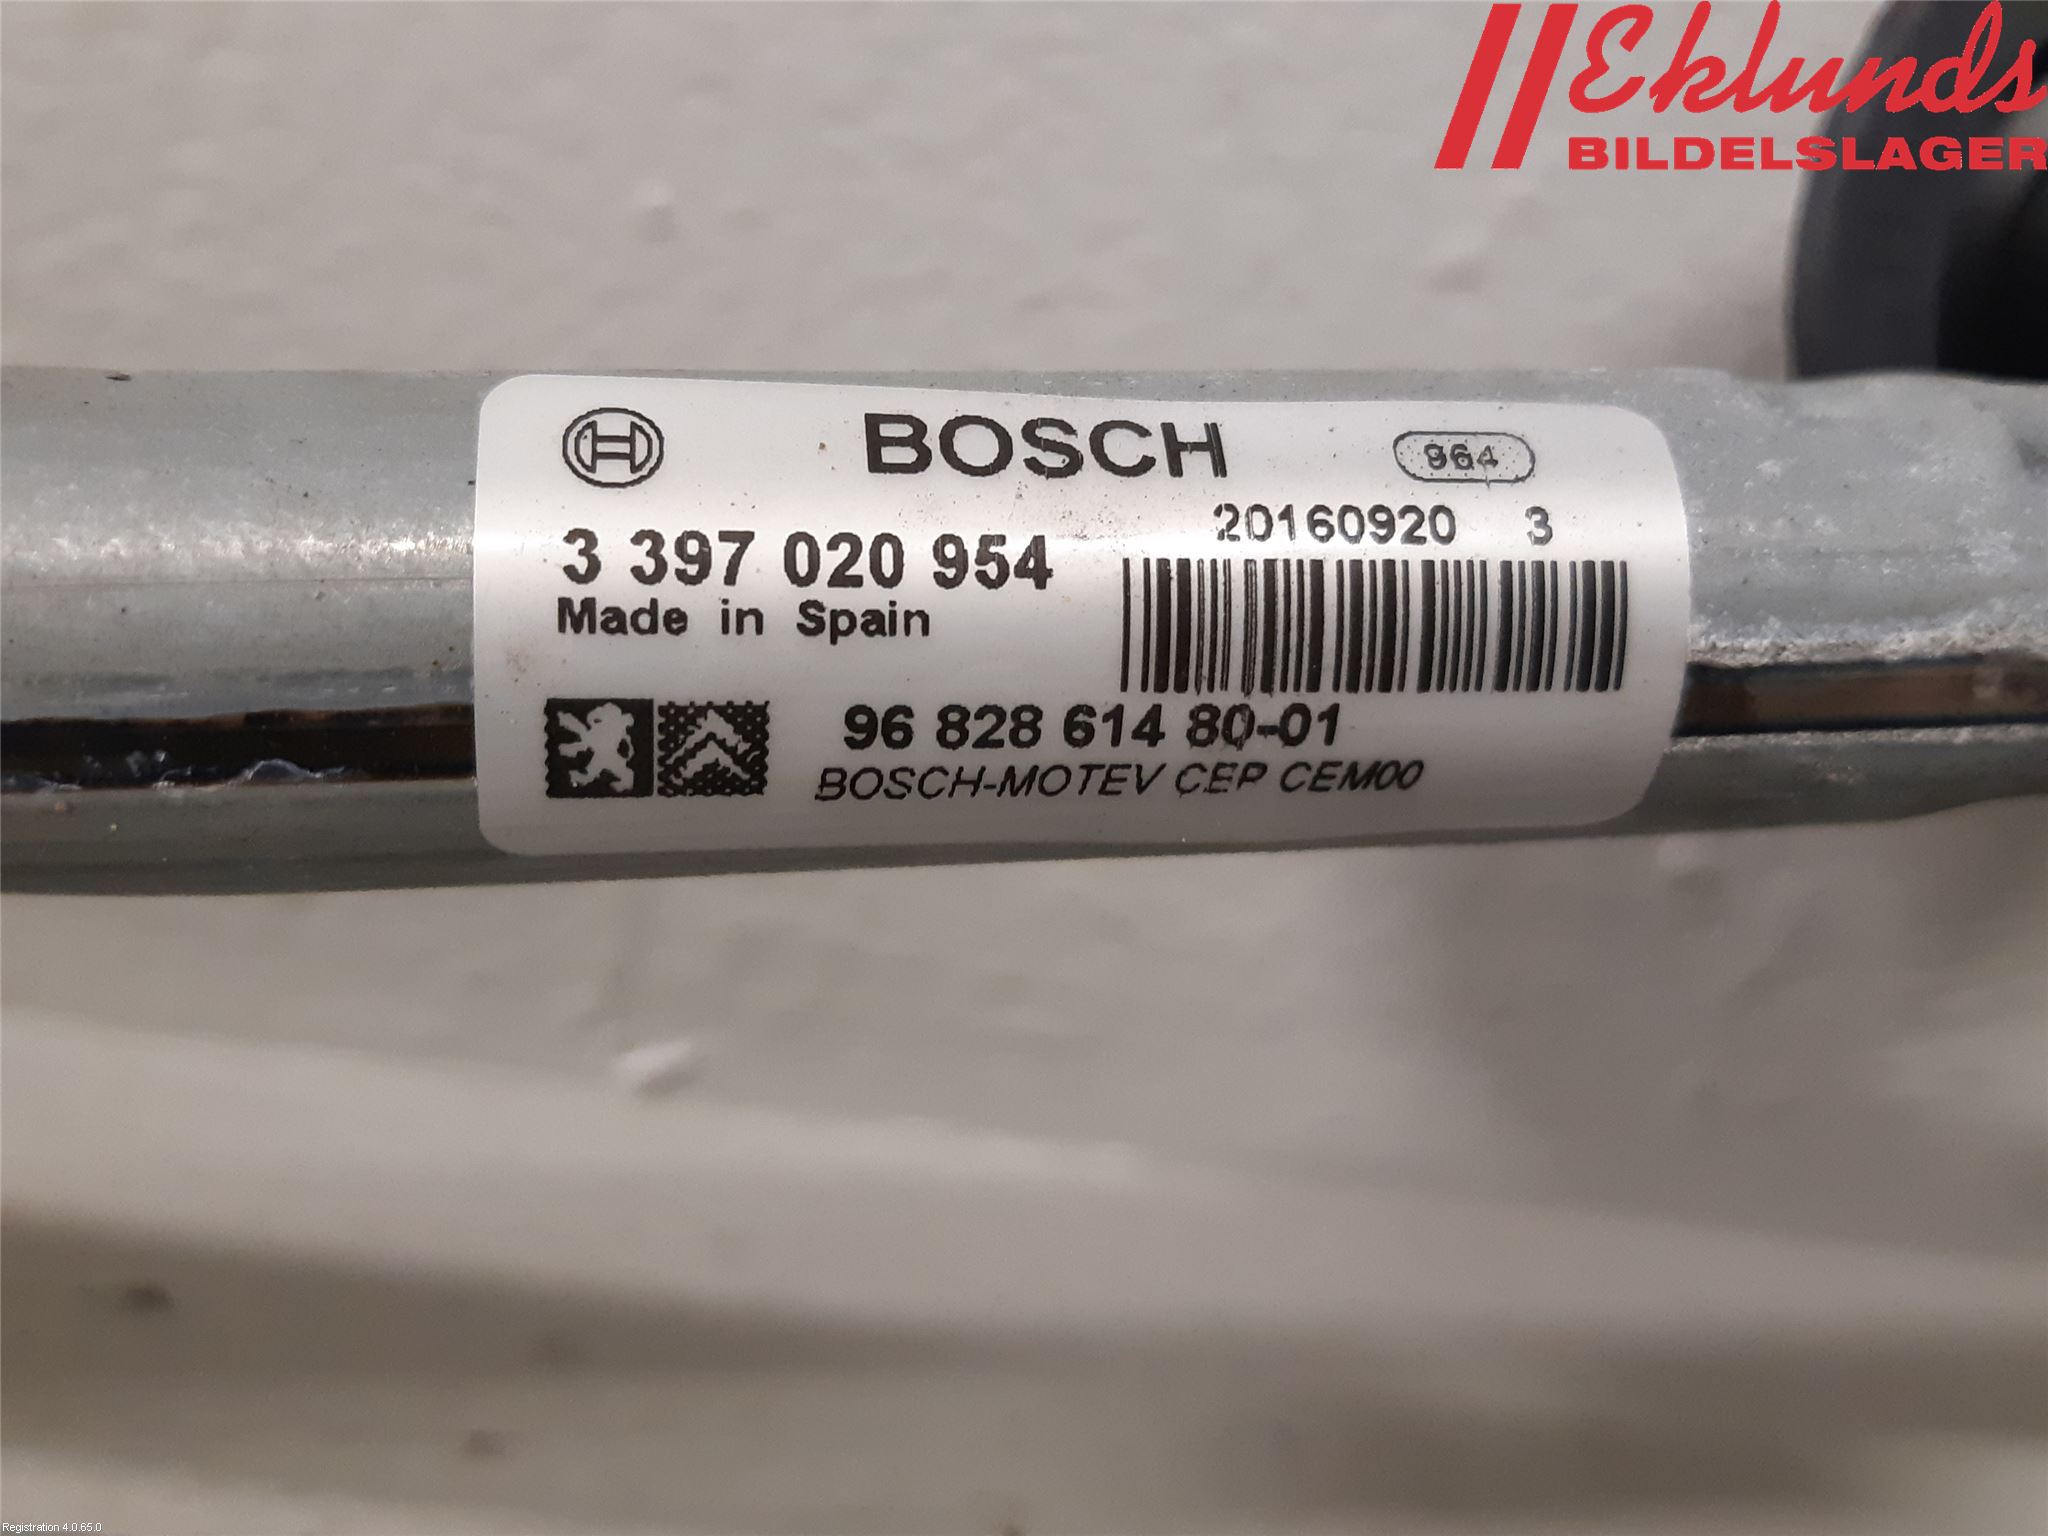 Eklunds
BILDELSLAGER
BOSCH 964
20160920 3
3 397 020 954
Made in Spain
96 828 614 80-01
BOSCH-MOTEV CEP CEM00
Registration 4.0.65.0